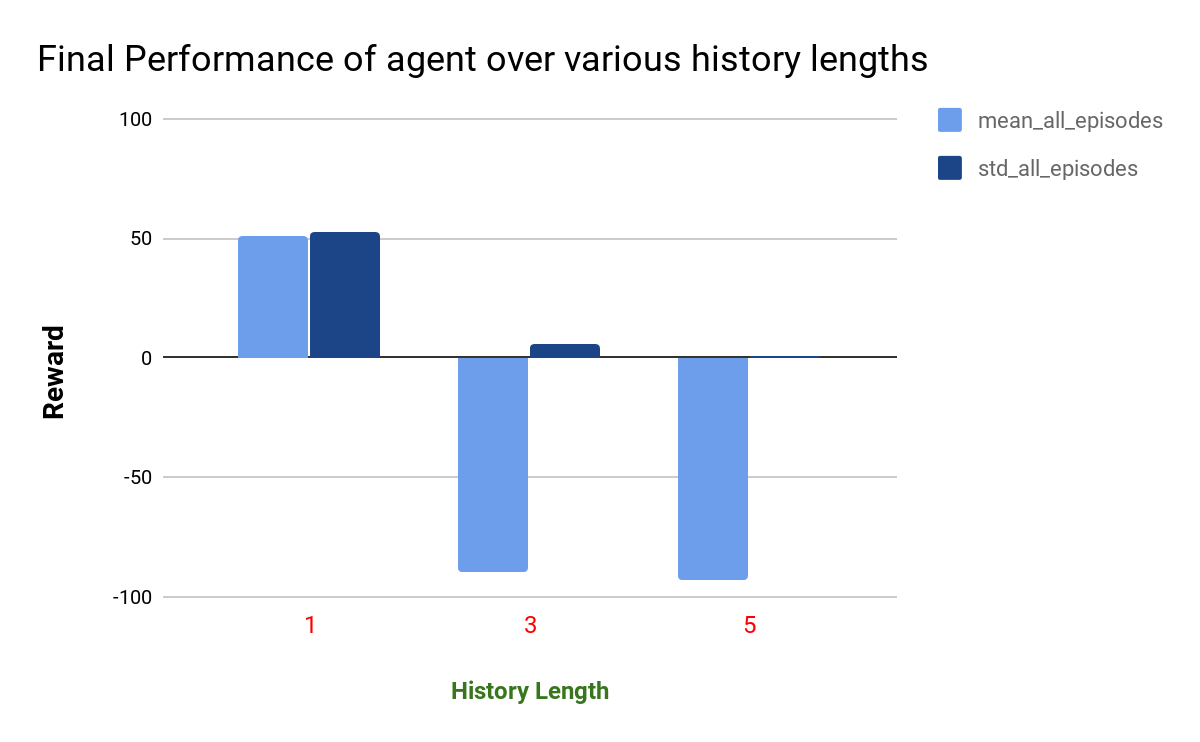 Final Performance of agent over various history lengths
mean_all_episodes
std_all_episodes
100
50
0
-50
-100
Reward
1
3
5
History Length